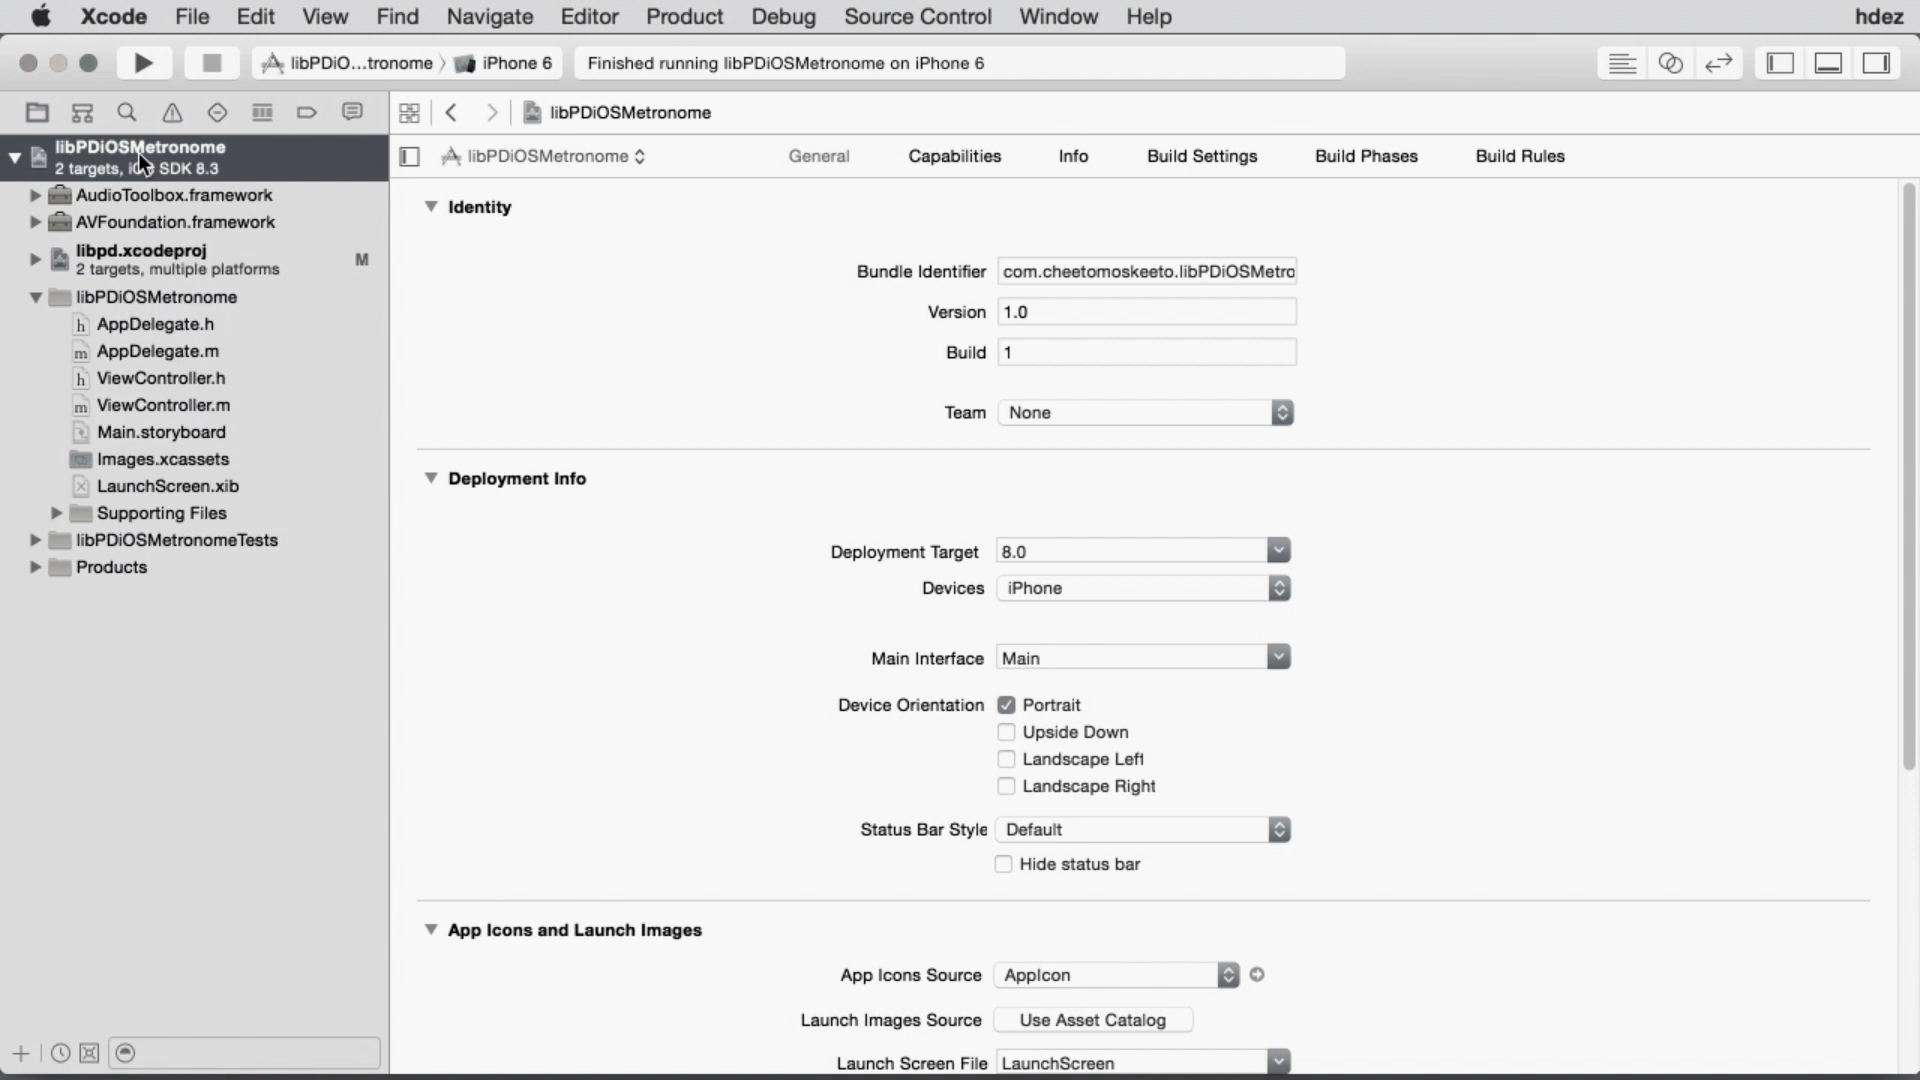 Xcode File Edit View Find Navigate Editor Product Debug Source Control Window Help hdez
libPDiO...tronome iPhone 6 Finished running libPDiOSMetronome on iPhone 6
libPDiOSMetronome
libPDiOSMetronome
2 targets, iOS SDK 8.3
libPDiOSMetronome General Capabilities Info Build Settings Build Phases Build Rules
AudioToolbox.framework
AVFoundation.framework
libpd.xcodeproj M
2 targets, multiple platforms
libPDiOSMetronome
h AppDelegate.h
m AppDelegate.m
h ViewController.h
m ViewController.m
Main.storyboard
Images.xcassets
LaunchScreen.xib
Supporting Files
libPDiOSMetronomeTests
Products
Identity
Bundle Identifier com.cheetomoskeeto.libPDiOSMetro
Version 1.0
Build 1
Team None
Deployment Info
Deployment Target 8.0
Devices iPhone
Main Interface Main
Device Orientation Portrait
Upside Down
Landscape Left
Landscape Right
Status Bar Style Default
Hide status bar
App Icons and Launch Images
App Icons Source AppIcon
Launch Images Source Use Asset Catalog
Launch Screen File LaunchScreen